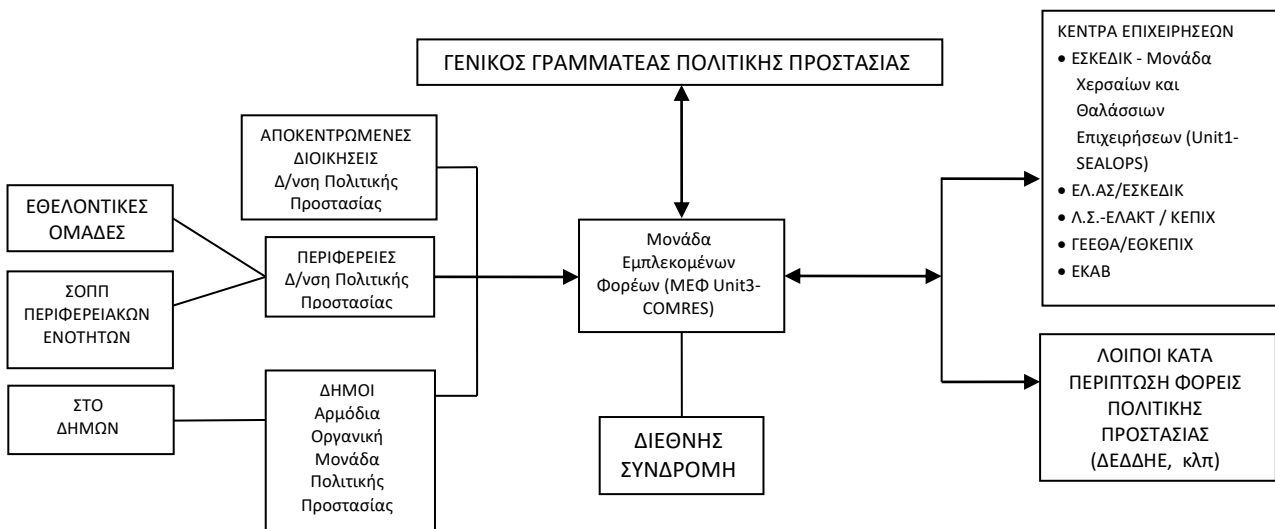 ΓΕΝΙΚΟΣ ΓΡΑΜΜΑΤΕΑΣ ΠΟΛΙΤΙΚΗΣ ΠΡΟΣΤΑΣΙΑΣ
ΑΠΟΚΕΝΤΡΩΜΕΝΕΣ
ΔΙΟΙΚΗΣΕΙΣ
Δ/νση Πολιτικής
Προστασίας
ΕΘΕΛΟΝΤΙΚΕΣ
ΟΜΑΔΕΣ
ΠΕΡΙΦΕΡΕΙΕΣ
Δ/νση Πολιτικής
Προστασίας
ΣΟΠΠ
ΠΕΡΙΦΕΡΕΙΑΚΩΝ
ΕΝΟΤΗΤΩΝ
ΣΤΟ
ΔΗΜΩΝ
ΔΗΜΟΙ
Αρμόδια
Οργανική
Μονάδα
Πολιτικής
Προστασίας
Μονάδα
Εμπλεκομένων
Φορέων (ΜΕΦ Unit3-
COMRES)
ΔΙΕΘΝΗΣ
ΣΥΝΔΡΟΜΗ
ΚΕΝΤΡΑ ΕΠΙΧΕΙΡΗΣΕΩΝ
• ΕΣΚΕΔΙΚ - Μονάδα
Χερσαίων και
Θαλάσσιων
Επιχειρήσεων (Unit1-
SEALOPS)
• ΕΛ.ΑΣ/ΕΣΚΕΔΙΚ
• Λ.Σ.-ΕΛΑΚΤ / ΚΕΠΙΧ
• ΓΕΕΘΑ/ΕΘΚΕΠΙΧ
• ΕΚΑΒ
ΛΟΙΠΟΙ ΚΑΤΑ
ΠΕΡΙΠΤΩΣΗ ΦΟΡΕΙΣ
ΠΟΛΙΤΙΚΗΣ
ΠΡΟΣΤΑΣΙΑΣ
(ΔΕΔΔΗΕ, κλπ)